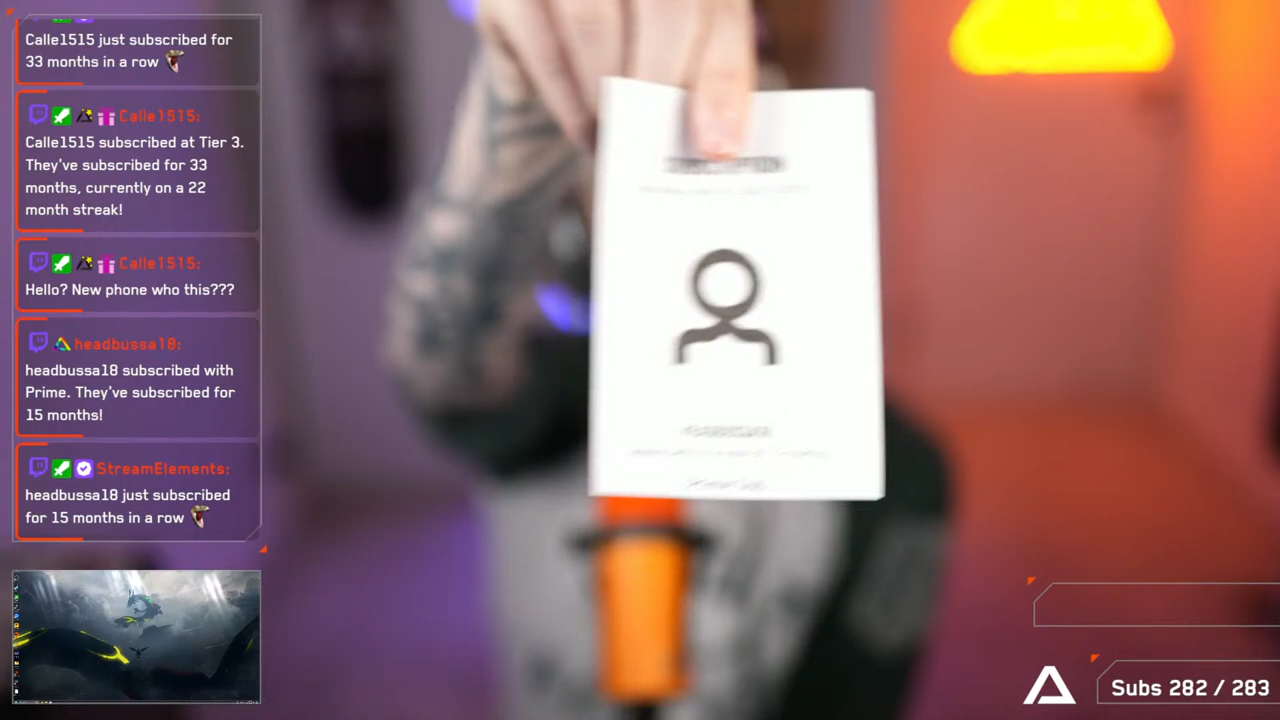 Calle1515 just subscribed for
33 months in a row
Calle1515:
Calle1515 subscribed at Tier 3.
They've subscribed for 33
months, currently on a 22
month streak!
Calle1515:
Hello? New phone who this???
headbussa18:
headbussa18 subscribed with
Prime. They've subscribed for
15 months!
StreamElements:
headbussa18 just subscribed
for 15 months in a row
Subs 282 / 283